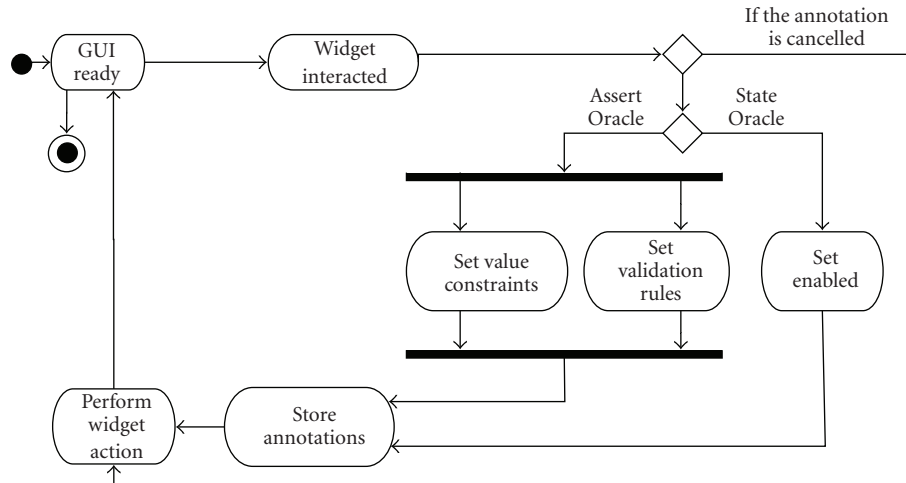 GUI
ready
Widget
interacted
If the annotation
is cancelled
Assert
Oracle
State
Oracle
Set value
constraints
Set
validation
rules
Set
enabled
Perform
widget
action
Store
annotations